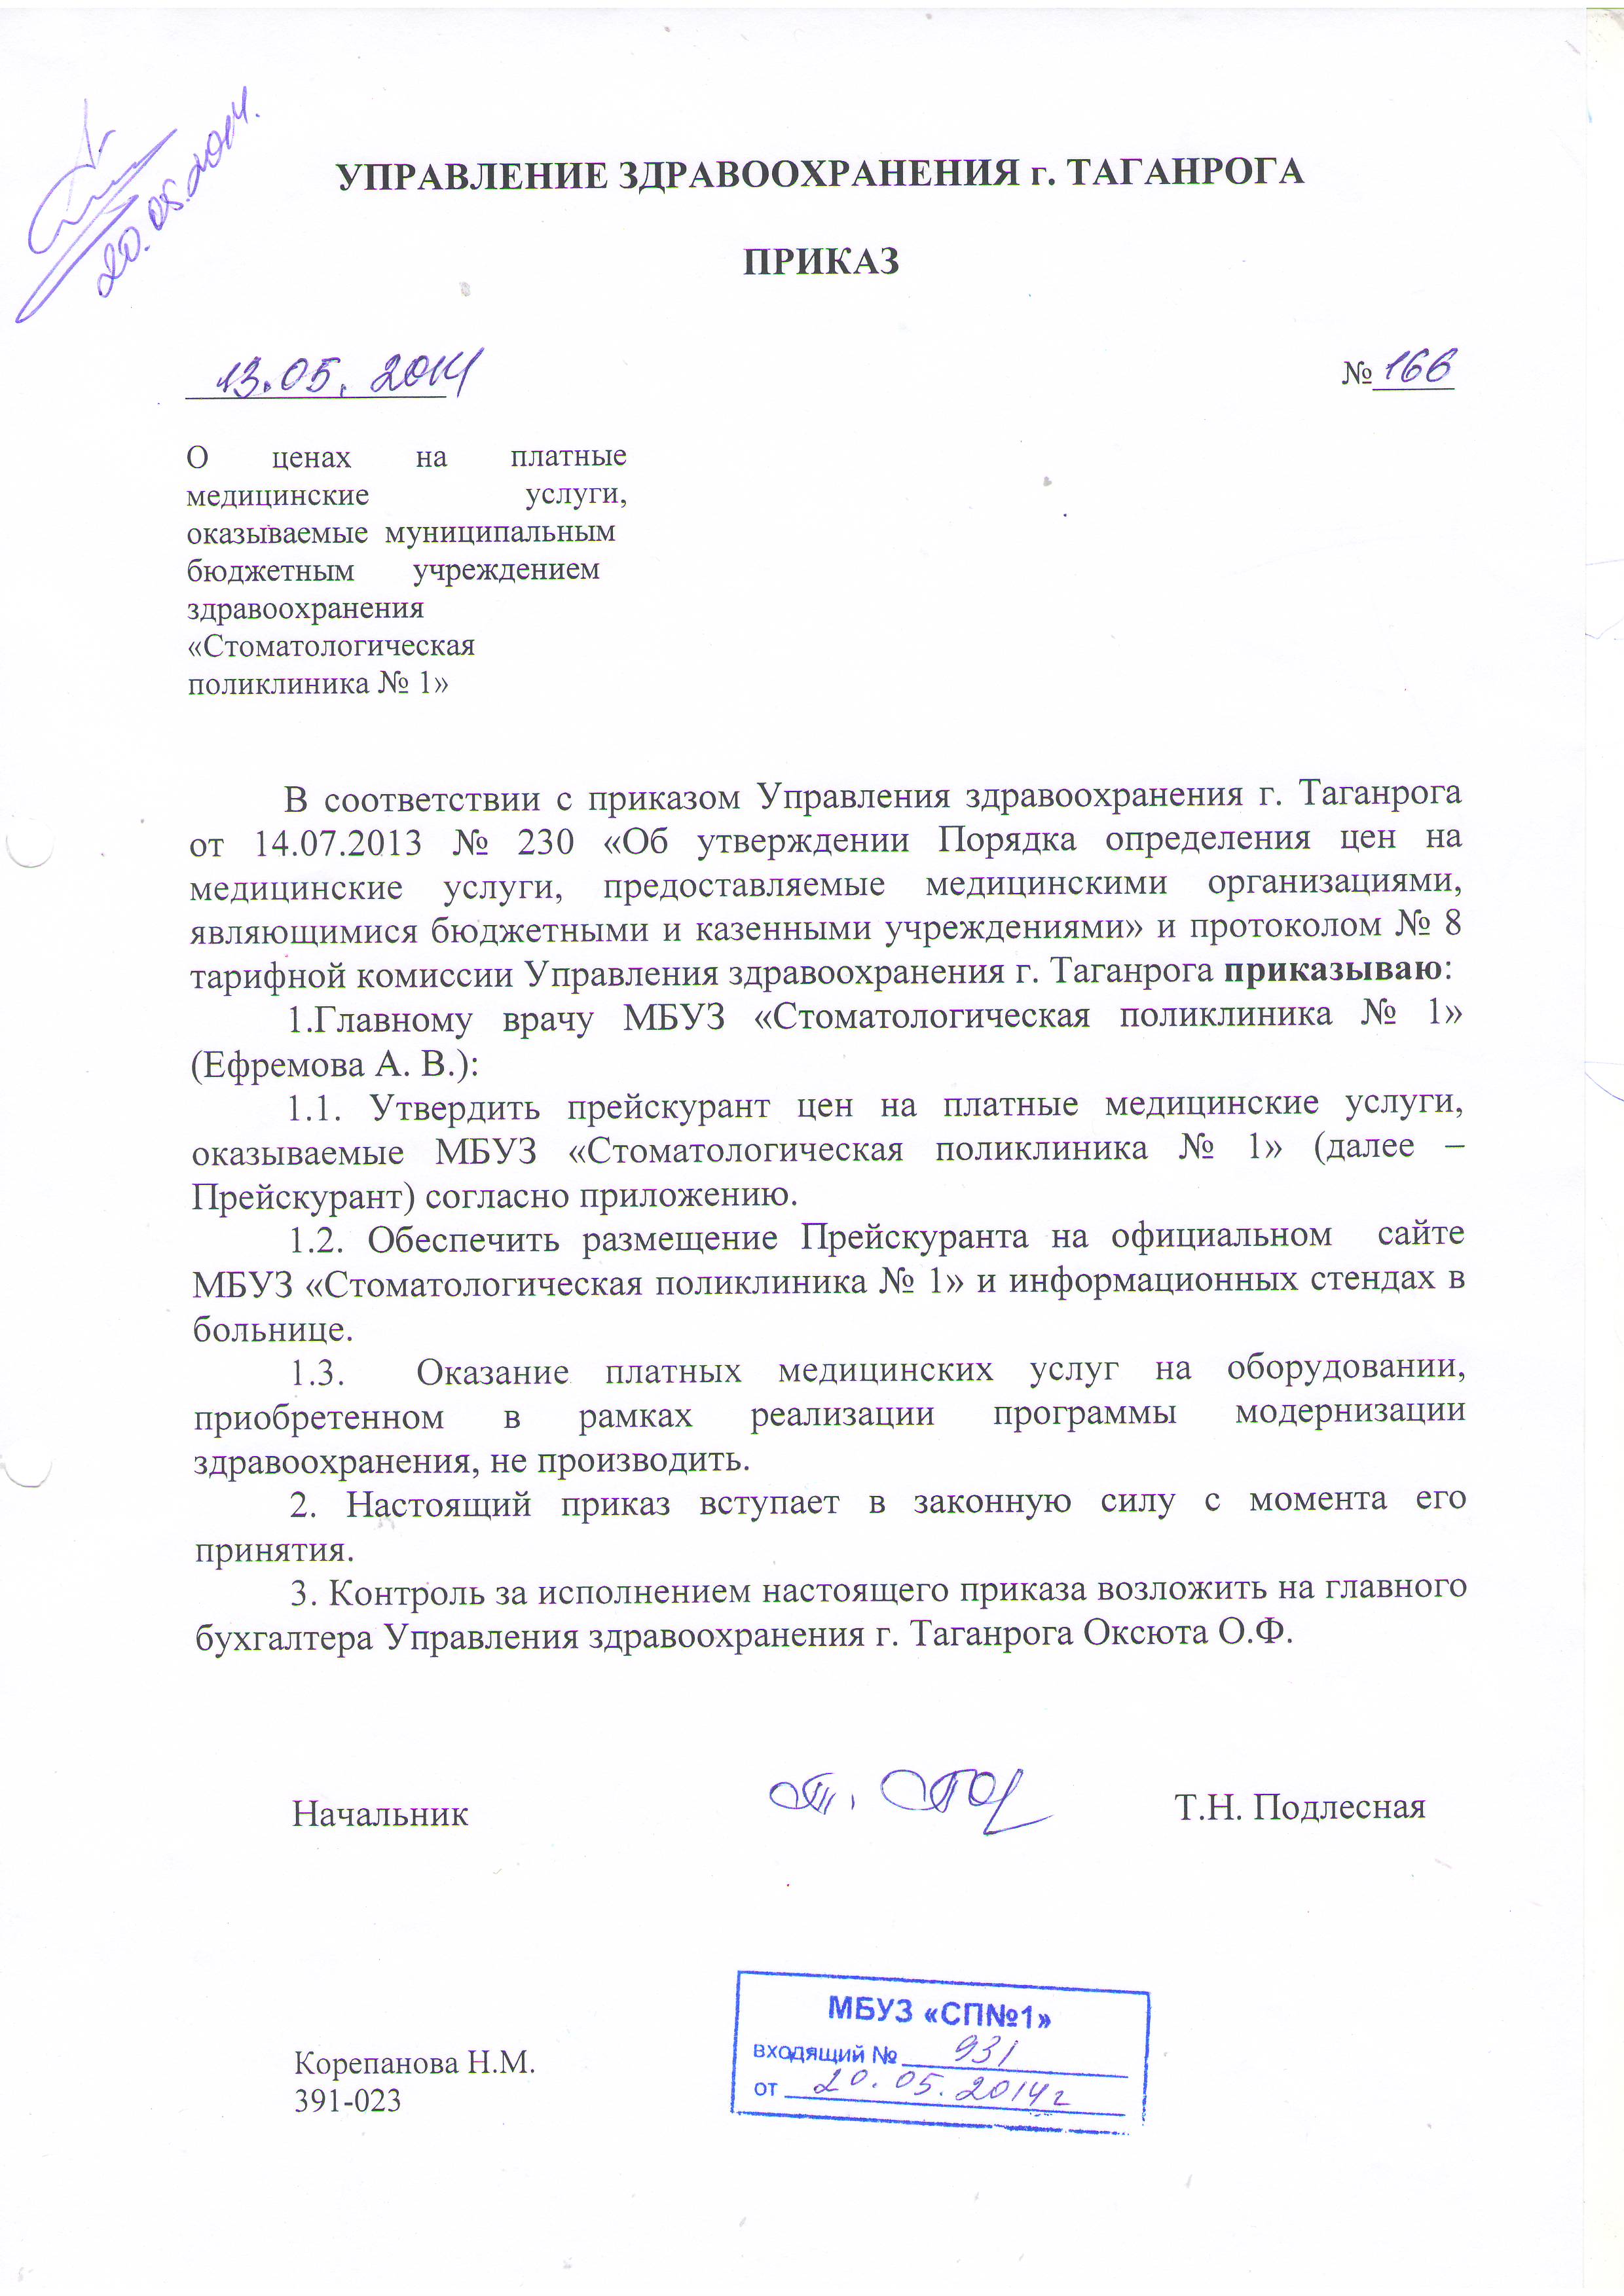 20.05.2014.
УПРАВЛЕНИЕ ЗДРАВООХРАНЕНИЯ г. ТАГАНРОГА
ПРИКАЗ
13.05.2014
№ 166
О ценах на платные
медицинские услуги,
оказываемые муниципальным
бюджетным учреждением
здравоохранения
«Стоматологическая
поликлиника № 1»
В соответствии с приказом Управления здравоохранения г. Таганрога
от 14.07.2013 № 230 «Об утверждении Порядка определения цен на
медицинские услуги, предоставляемые медицинскими организациями,
являющимися бюджетными и казенными учреждениями» и протоколом № 8
тарифной комиссии Управления здравоохранения г. Таганрога приказываю:
1.Главному врачу МБУЗ «Стоматологическая поликлиника № 1»
(Ефремова А. В.):
1.1. Утвердить прейскурант цен на платные медицинские услуги,
оказываемые МБУЗ «Стоматологическая поликлиника № 1» (далее –
Прейскурант) согласно приложению.
1.2. Обеспечить размещение Прейскуранта на официальном сайте
МБУЗ «Стоматологическая поликлиника № 1» и информационных стендах в
больнице.
1.3. Оказание платных медицинских услуг на оборудовании,
приобретенном в рамках реализации программы модернизации
здравоохранения, не производить.
2. Настоящий приказ вступает в законную силу с момента его
принятия.
3. Контроль за исполнением настоящего приказа возложить на главного
бухгалтера Управления здравоохранения г. Таганрога Оксюта О.Ф.
Начальник
Т.Н. Подлесная
МБУЗ «СП№1»
входящий № 931
от 20.05.2014г
Корепанова Н.М.
391-023